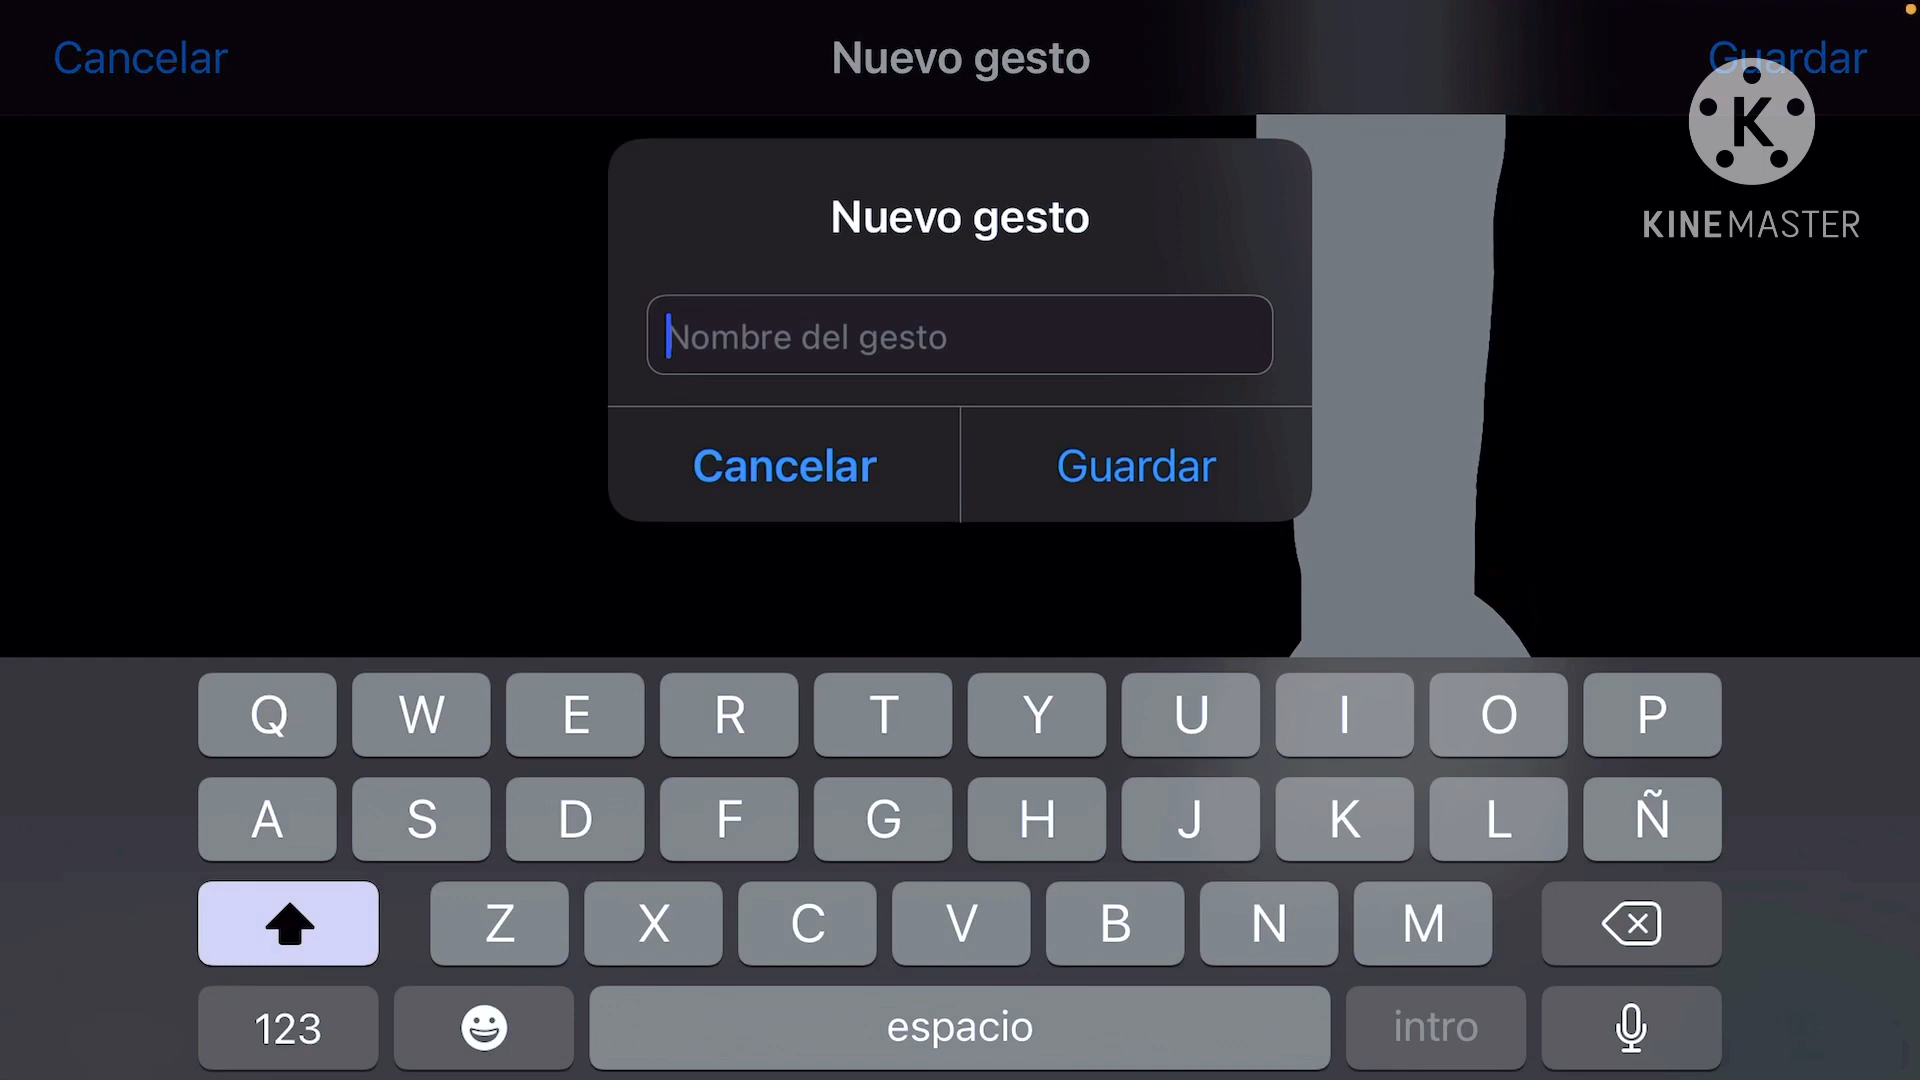 Cancelar Nuevo gesto Guardar
K
KINEMASTER
Nuevo gesto
Nombre del gesto
Cancelar Guardar
Q W E R T Y U I O P
A S D F G H J K L Ñ
Z X C V B N M
123 espacio intro